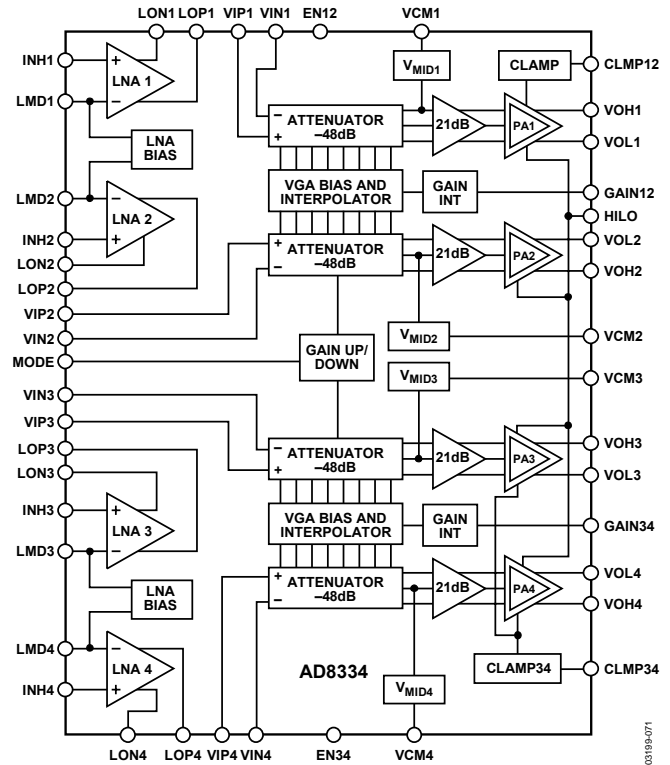 LON1 LOP1 VIP1 VIN1 EN12 VCM1
INH1
LNA 1
+
−
VMID1
CLAMP
CLMP12
LMD1
ATTENUATOR
−48dB
−
+
21dB
PA1
VOH1
VOL1
LNA
BIAS
VGA BIAS AND
INTERPOLATOR
GAIN
INT
GAIN12
HILO
LMD2
−
LNA 2
+
INH2
LON2
LOP2
+
−
ATTENUATOR
−48dB
21dB
PA2
VOL2
VOH2
VIP2
VIN2
VMID2
VCM2
MODE
GAIN UP/
DOWN
VMID3
VCM3
VIN3
VIP3
LOP3
LON3
−
+
ATTENUATOR
−48dB
21dB
PA3
VOH3
VOL3
INH3
+
LNA 3
−
LMD3
VGA BIAS AND
INTERPOLATOR
GAIN
INT
GAIN34
LNA
BIAS
+
−
ATTENUATOR
−48dB
21dB
PA4
VOL4
VOH4
LMD4
−
LNA 4
+
INH4
AD8334
CLAMP34
CLMP34
VMID4
LON4 LOP4 VIP4 VIN4 EN34 VCM4
03199-071